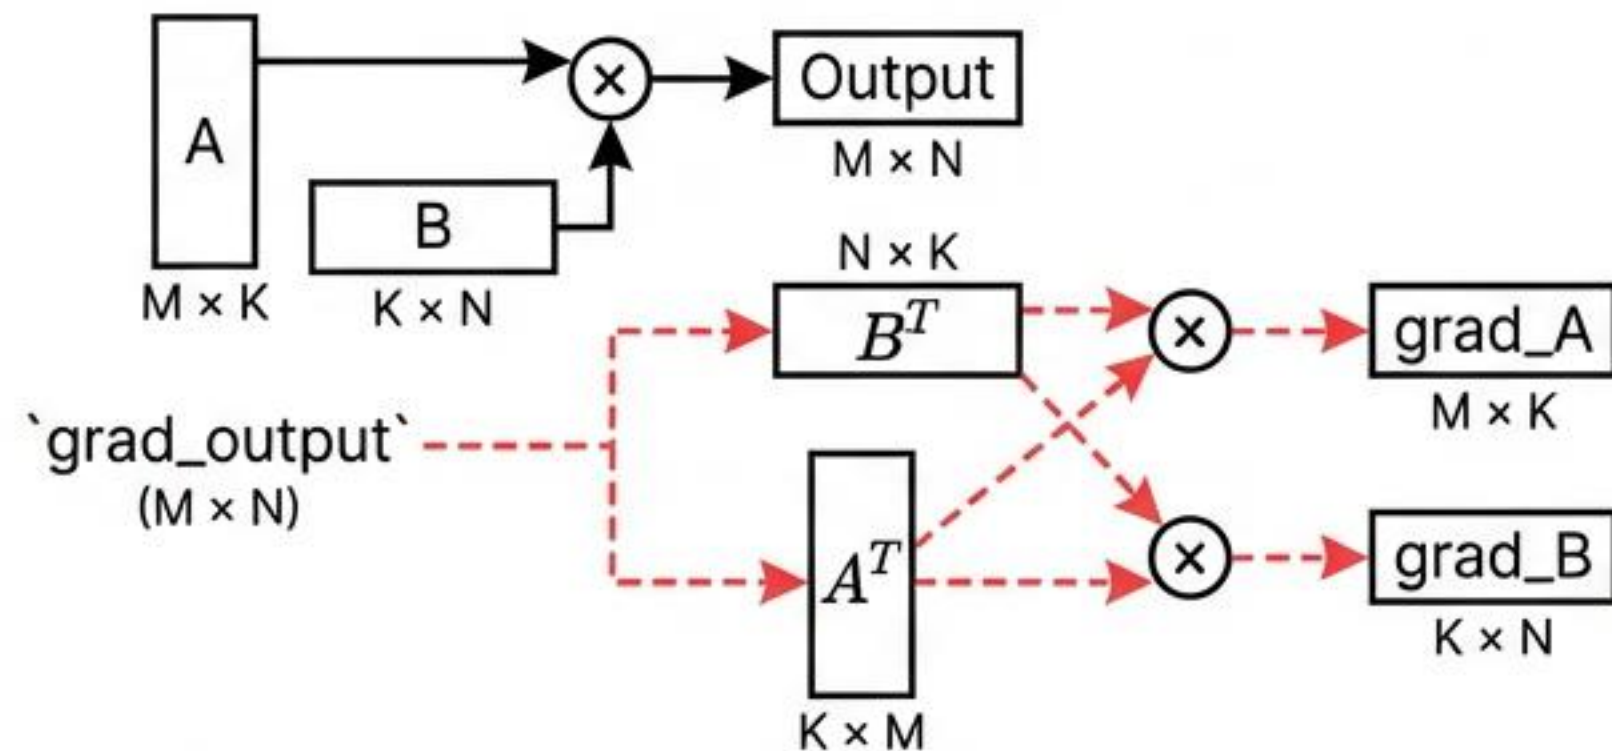 A
M × K
B
K × N
×
Output
M × N
N × K
B^T
`grad_output`
(M × N)
A^T
K × M
×
grad_A
M × K
×
grad_B
K × N